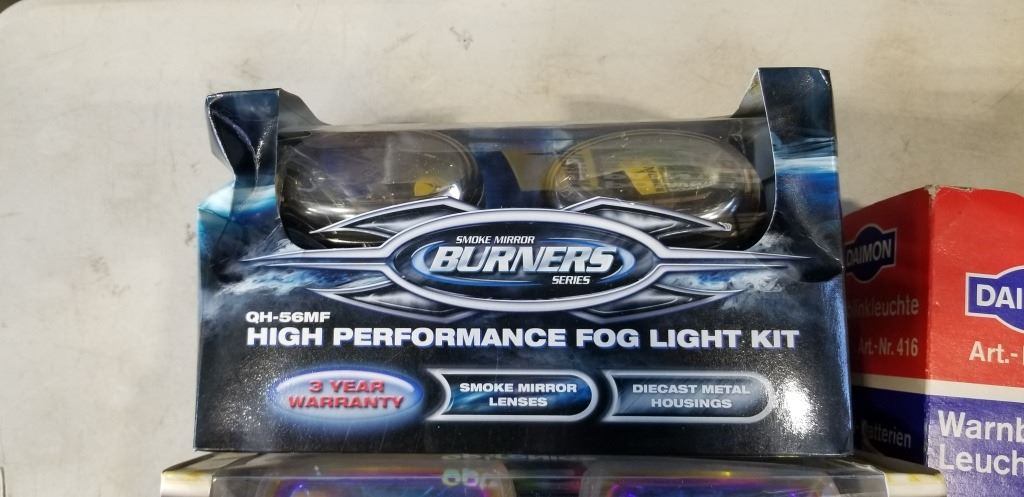 SMOKE MIRROR
BURNERS
SERIES
QH-56MF
HIGH PERFORMANCE FOG LIGHT KIT
3 YEAR
WARRANTY
SMOKE MIRROR
LENSES
DIECAST METAL
HOUSINGS
DAIMON
Art.-Nr. 416
DAI
Art.-
Warnb
Leuch